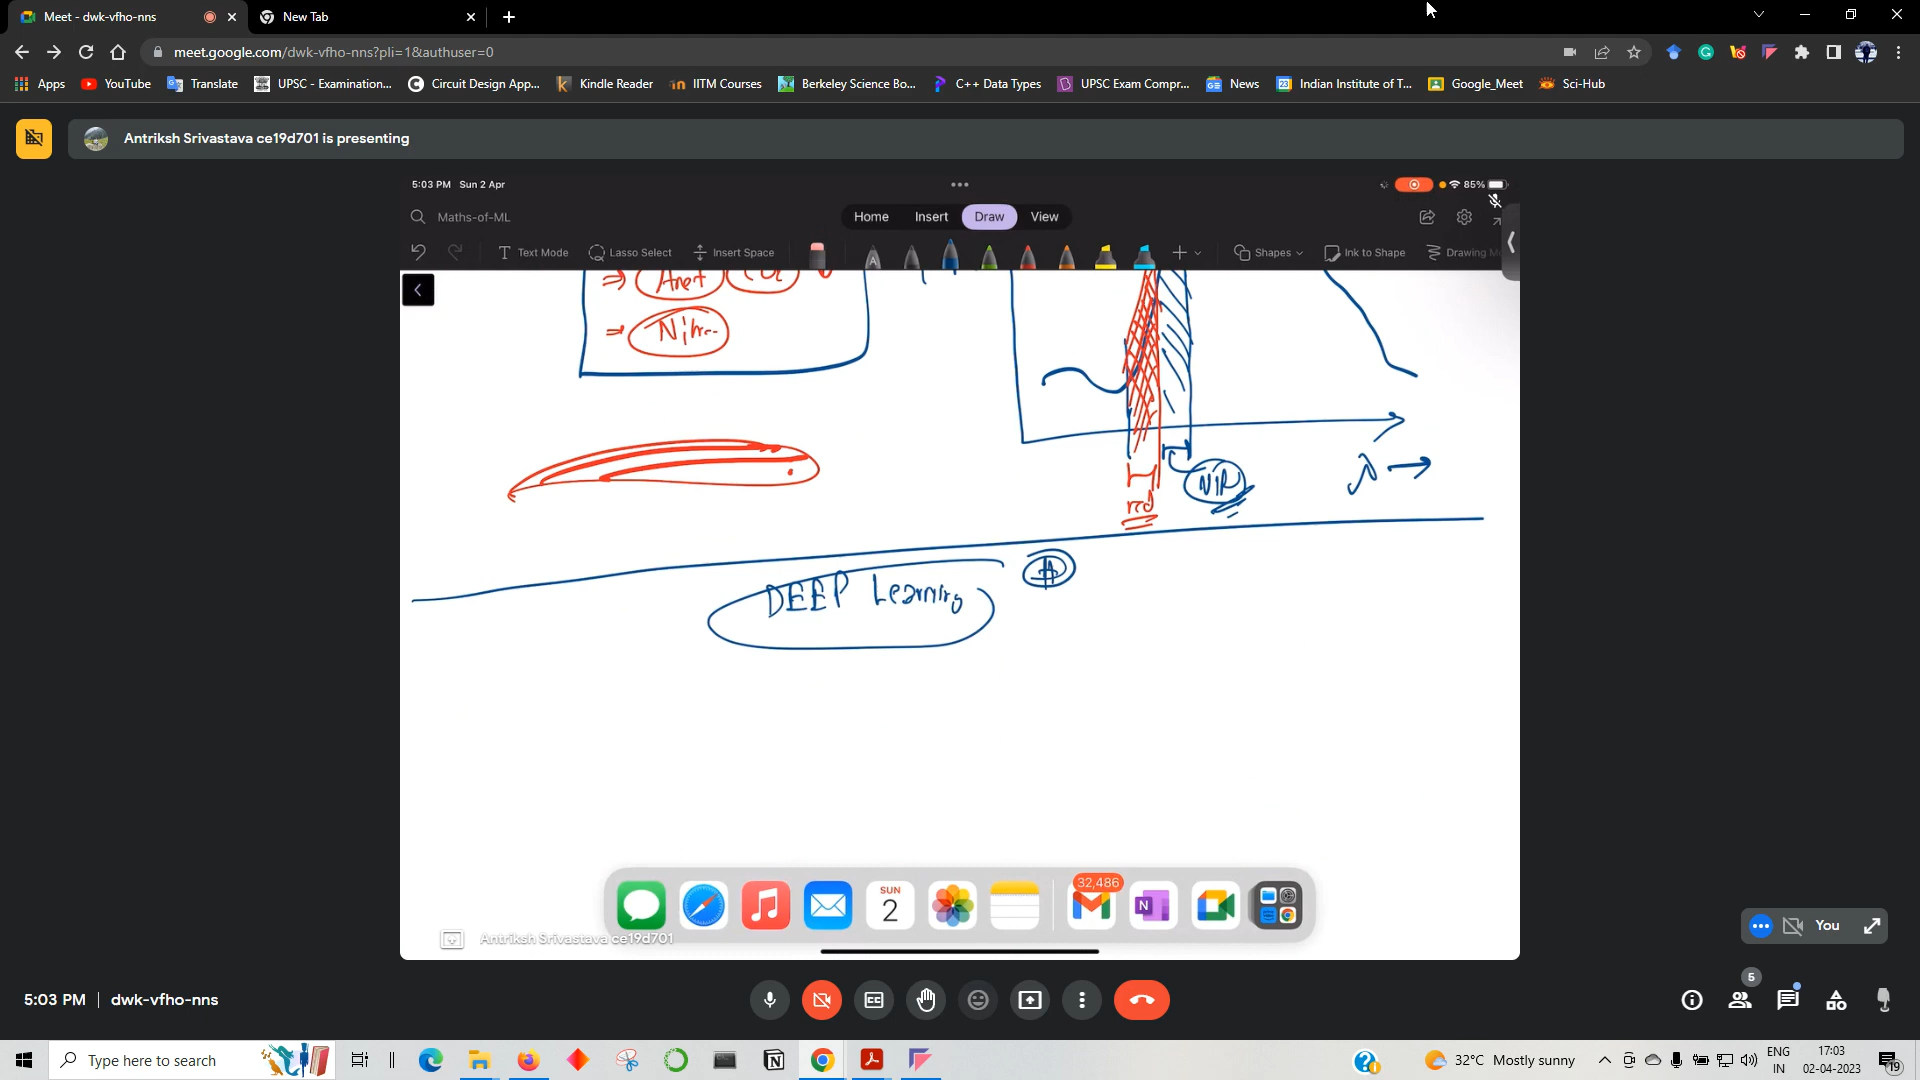 Meet - dwk-vfho-nns
New Tab
meet.google.com/dwk-vfho-nns?pli=1&authuser=0
Apps
YouTube
Translate
UPSC - Examination...
Circuit Design App...
Kindle Reader
IITM Courses
Berkeley Science Bo...
C++ Data Types
UPSC Exam Compr...
News
Indian Institute of T...
Google_Meet
Sci-Hub
Antriksh Srivastava ce19d701 is presenting
5:03 PM Sun 2 Apr
85%
Maths-of-ML
Home
Insert
Draw
View
Text Mode
Lasso Select
Insert Space
Shapes
Ink to Shape
Drawing
NIR
red
λ →
DEEP Learning
SUN
2
32,486
Antriksh Srivastava ce19d701
You
5:03 PM | dwk-vfho-nns
5
Type here to search
32°C Mostly sunny
ENG
IN
17:03
02-04-2023
19